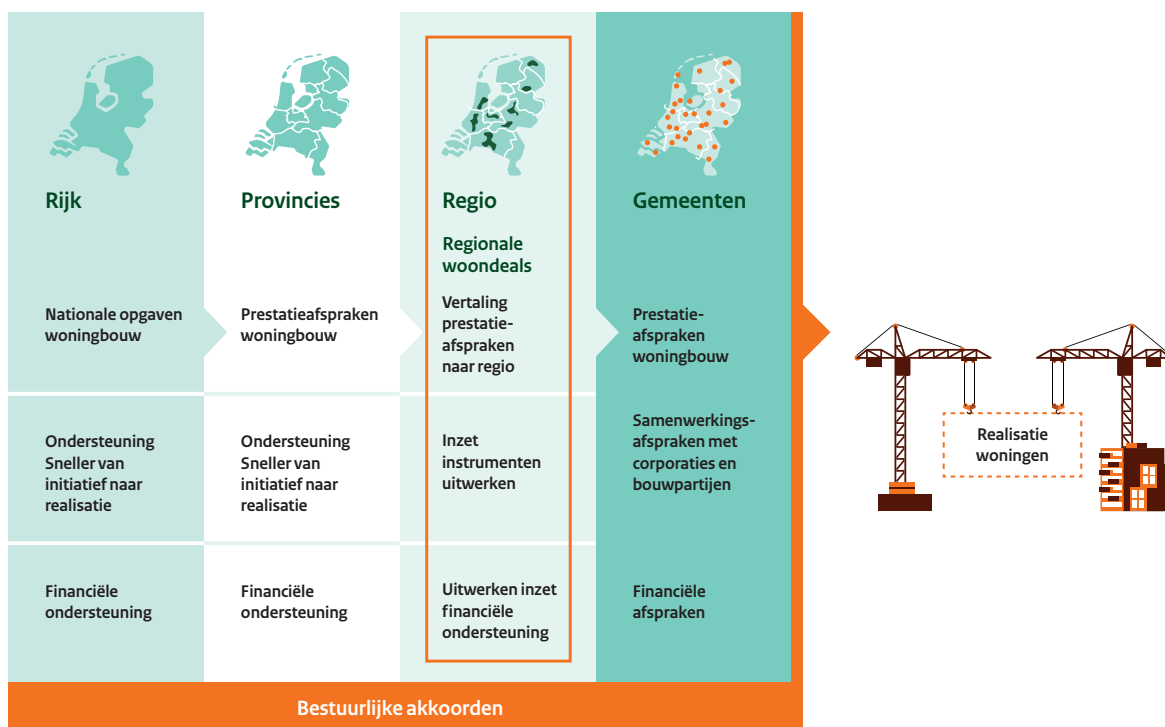 Rijk
Nationale opgaven
woningbouw
Ondersteuning
Sneller van
initiatief naar
realisatie
Financiële
ondersteuning
Provincies
Prestatieafspraken
woningbouw
Ondersteuning
Sneller van
initiatief naar
realisatie
Financiële
ondersteuning
Regio
Regionale
woondeals
Vertaling
prestatie-
afspraken
naar regio
Inzet
instrumenten
uitwerken
Uitwerken inzet
financiële
ondersteuning
Gemeenten
Prestatie-
afspraken
woningbouw
Samenwerkings-
afspraken met
corporaties en
bouwpartijen
Financiële
afspraken
Realisatie
woningen
Bestuurlijke akkoorden